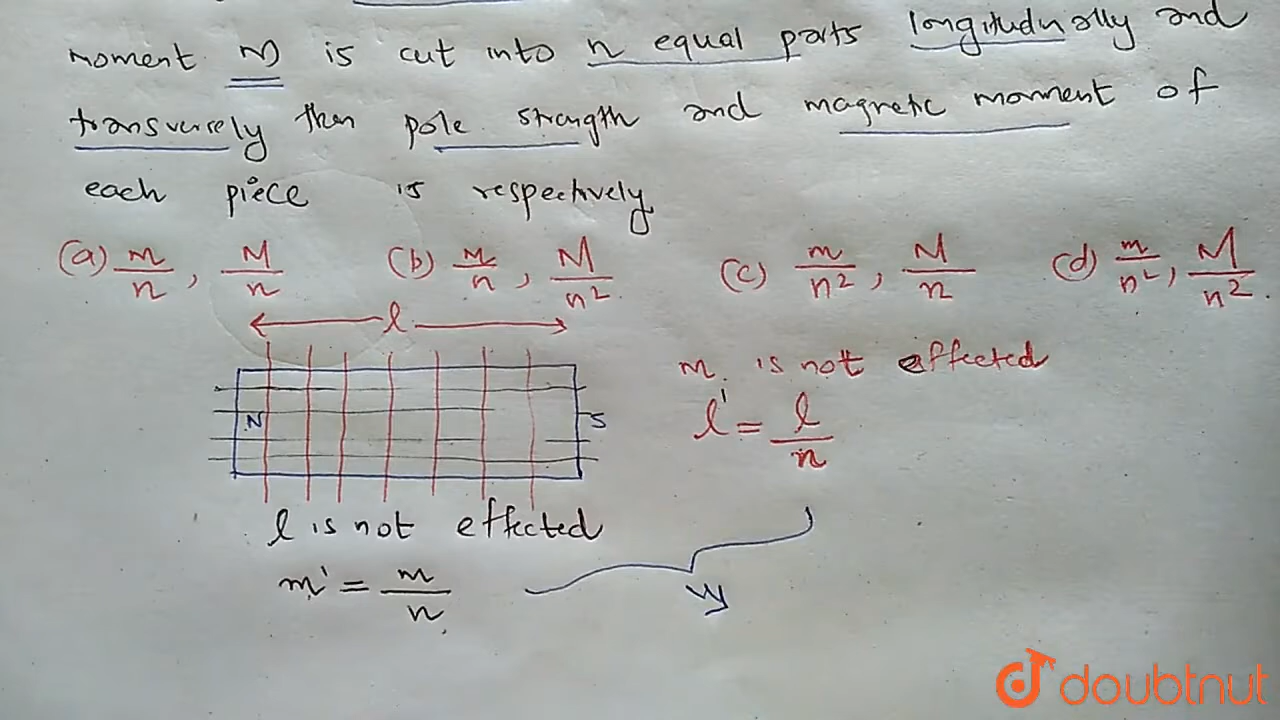 moment M is cut into n equal parts longitudinally and
transversely then pole strength and magnetic moment of
each piece is respectively
(a) m/n, M/n (b) m/n, M/n² (c) m/n², M/n (d) m/n², M/n².
l
N S
m is not effected
l' = l/n
l is not effected
m' = m/n
doubtnut